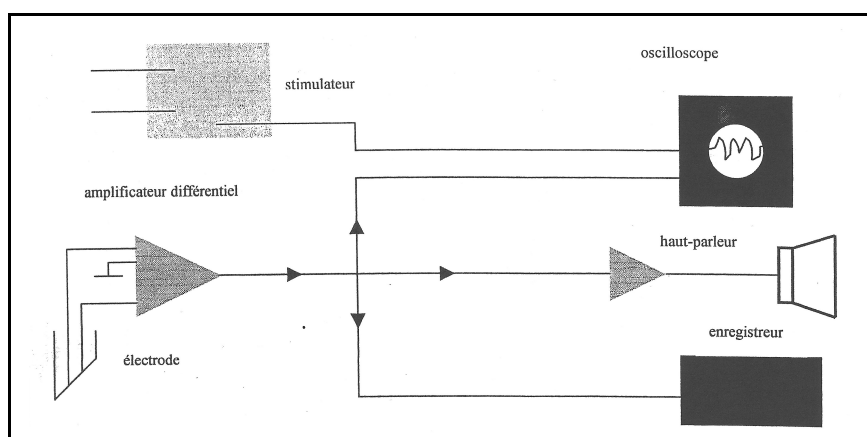 oscilloscope
stimulateur
amplificateur différentiel
haut-parleur
enregistreur
électrode